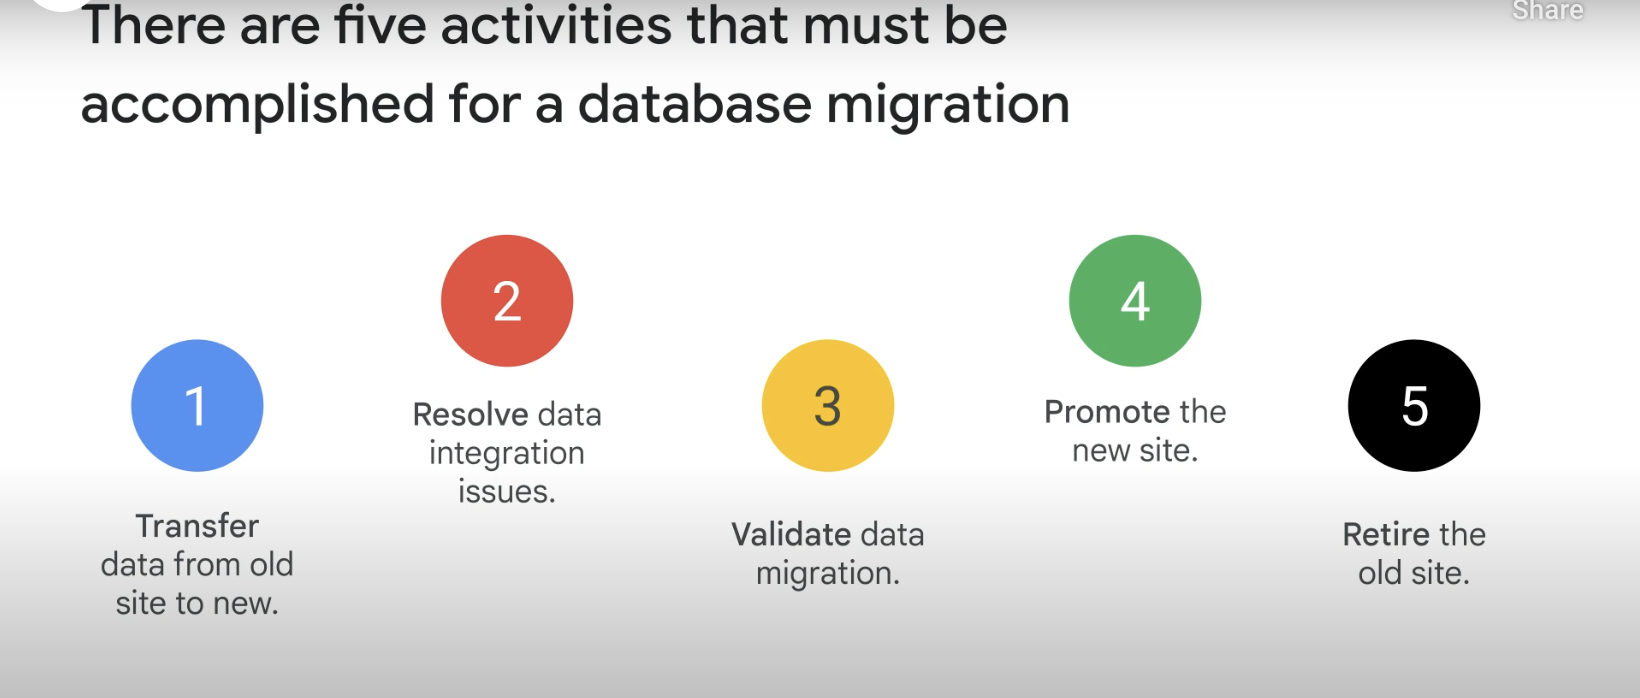 There are five activities that must be
accomplished for a database migration
Share
1
Transfer
data from old
site to new.
2
Resolve data
integration
issues.
3
Validate data
migration.
4
Promote the
new site.
5
Retire the
old site.